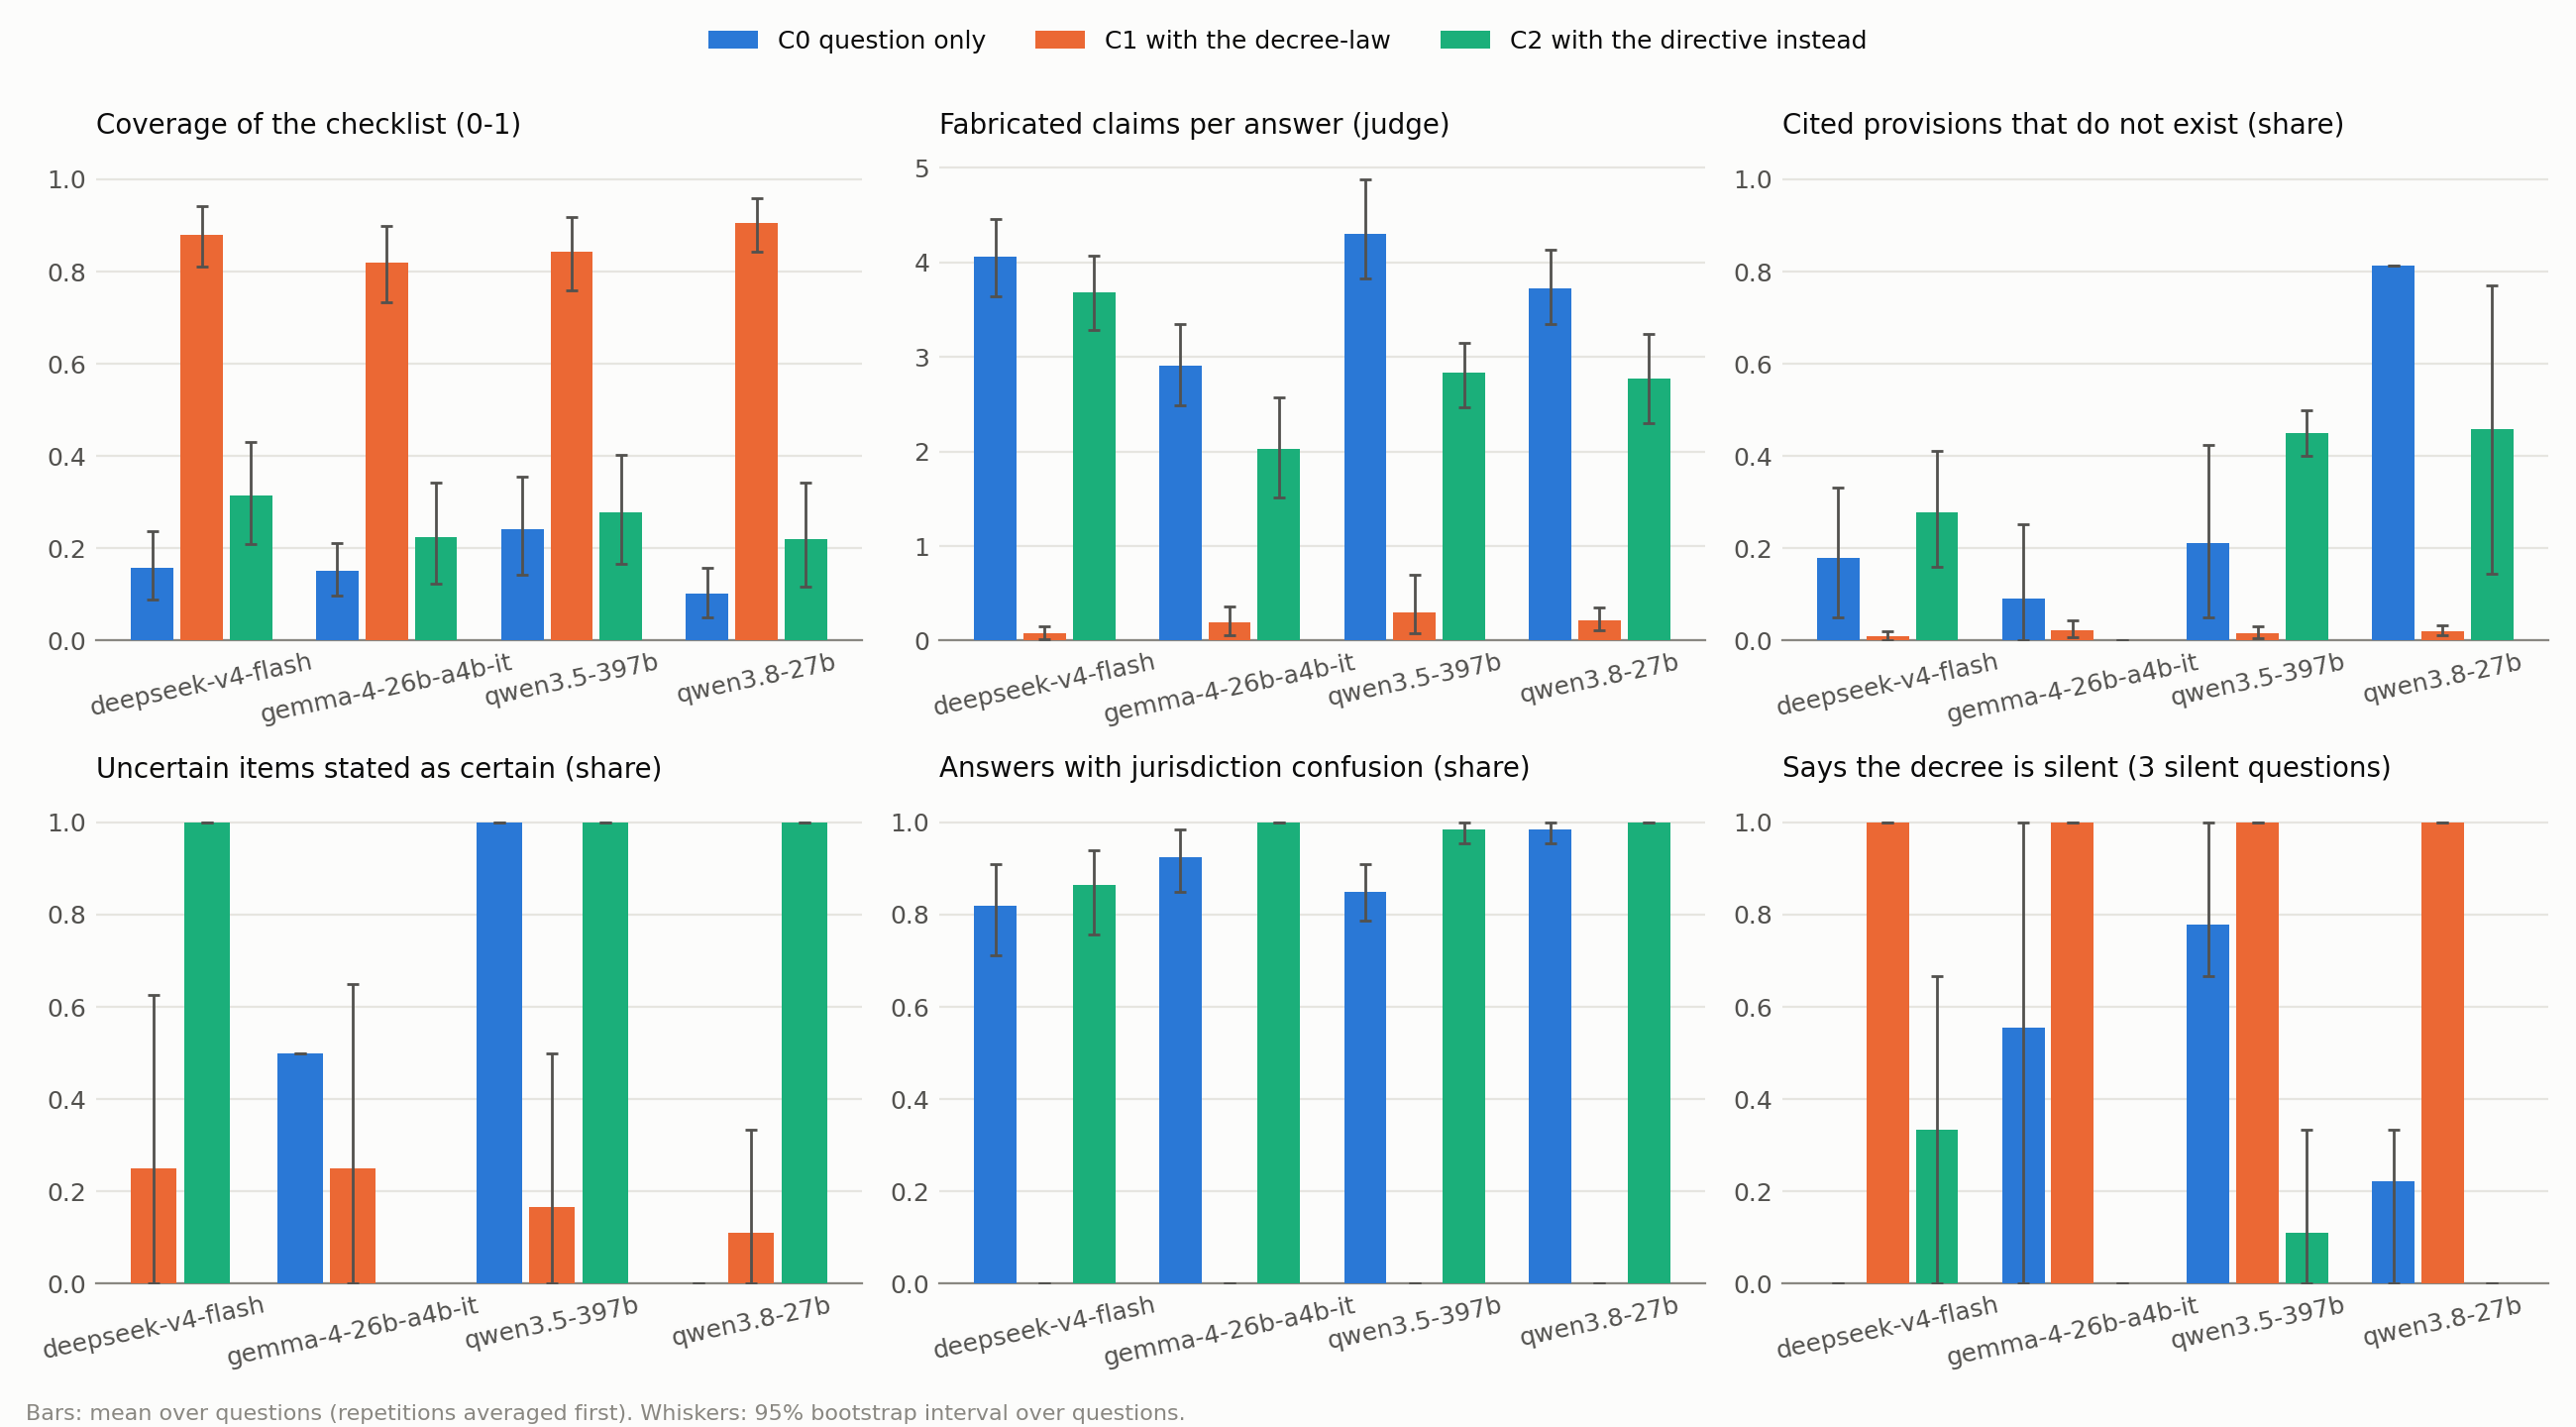 C0 question only C1 with the decree-law C2 with the directive instead
Coverage of the checklist (0-1)
1.0
0.8
0.6
0.4
0.2
0.0
deepseek-v4-flash gemma-4-26b-a4b-it qwen3.5-397b qwen3.8-27b
Fabricated claims per answer (judge)
5
4
3
2
1
0
deepseek-v4-flash gemma-4-26b-a4b-it qwen3.5-397b qwen3.8-27b
Cited provisions that do not exist (share)
1.0
0.8
0.6
0.4
0.2
0.0
deepseek-v4-flash gemma-4-26b-a4b-it qwen3.5-397b qwen3.8-27b
Uncertain items stated as certain (share)
1.0
0.8
0.6
0.4
0.2
0.0
deepseek-v4-flash gemma-4-26b-a4b-it qwen3.5-397b qwen3.8-27b
Answers with jurisdiction confusion (share)
1.0
0.8
0.6
0.4
0.2
0.0
deepseek-v4-flash gemma-4-26b-a4b-it qwen3.5-397b qwen3.8-27b
Says the decree is silent (3 silent questions)
1.0
0.8
0.6
0.4
0.2
0.0
deepseek-v4-flash gemma-4-26b-a4b-it qwen3.5-397b qwen3.8-27b
Bars: mean over questions (repetitions averaged first). Whiskers: 95% bootstrap interval over questions.